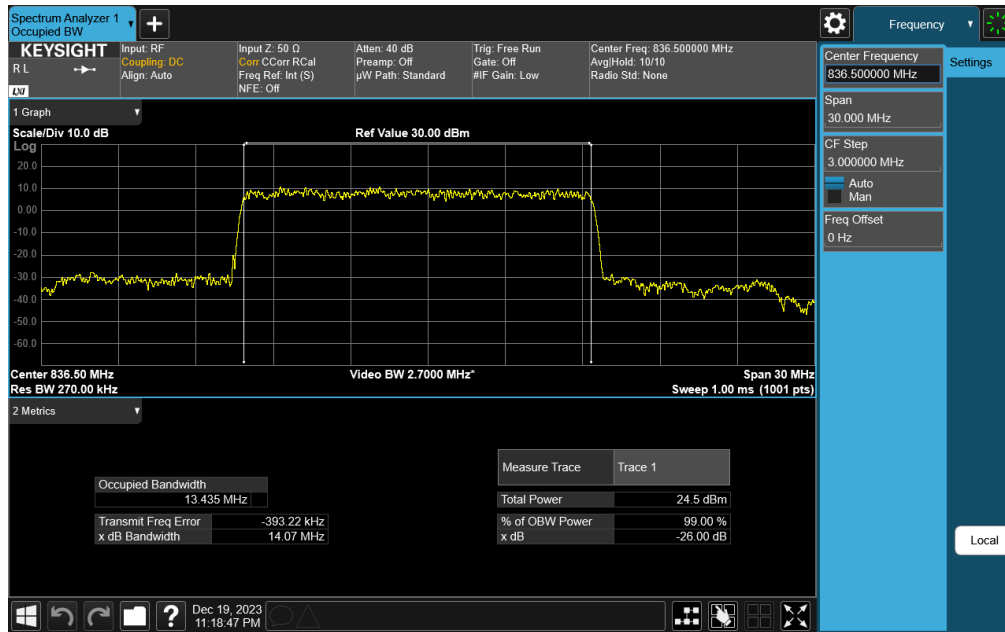 Spectrum Analyzer 1
Occupied BW
+
Frequency
KEYSIGHT
R L
LXI
Input: RF
Coupling: DC
Align: Auto
Input Z: 50 Ω
Corr CCorr RCal
Freq Ref: Int (S)
NFE: Off
Atten: 40 dB
Preamp: Off
µW Path: Standard
Trig: Free Run
Gate: Off
#IF Gain: Low
Center Freq: 836.500000 MHz
Avg|Hold: 10/10
Radio Std: None
Center Frequency
836.500000 MHz
Settings
Span
30.000 MHz
CF Step
3.000000 MHz
Auto
Man
Freq Offset
0 Hz
Local
1 Graph
Scale/Div 10.0 dB
Ref Value 30.00 dBm
Log
20.0
10.0
0.00
-10.0
-20.0
-30.0
-40.0
-50.0
-60.0
Center 836.50 MHz
Video BW 2.7000 MHz*
Span 30 MHz
Res BW 270.00 kHz
Sweep 1.00 ms (1001 pts)
2 Metrics
Occupied Bandwidth
13.435 MHz
Transmit Freq Error -393.22 kHz
x dB Bandwidth 14.07 MHz
Measure Trace Trace 1
Total Power 24.5 dBm
% of OBW Power 99.00 %
x dB -26.00 dB
?
Dec 19, 2023
11:18:47 PM